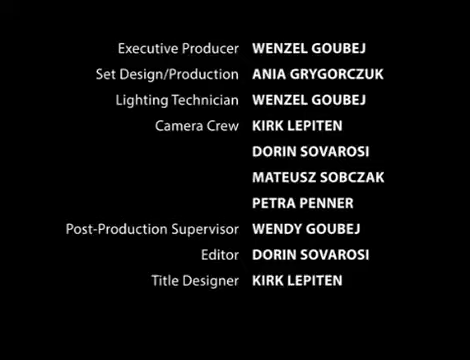 Executive Producer WENZEL GOUBEJ
Set Design/Production ANIA GRYGORCZUK
Lighting Technician WENZEL GOUBEJ
Camera Crew KIRK LEPITEN
DORIN SOVAROSI
MATEUSZ SOBCZAK
PETRA PENNER
Post-Production Supervisor WENDY GOUBEJ
Editor DORIN SOVAROSI
Title Designer KIRK LEPITEN